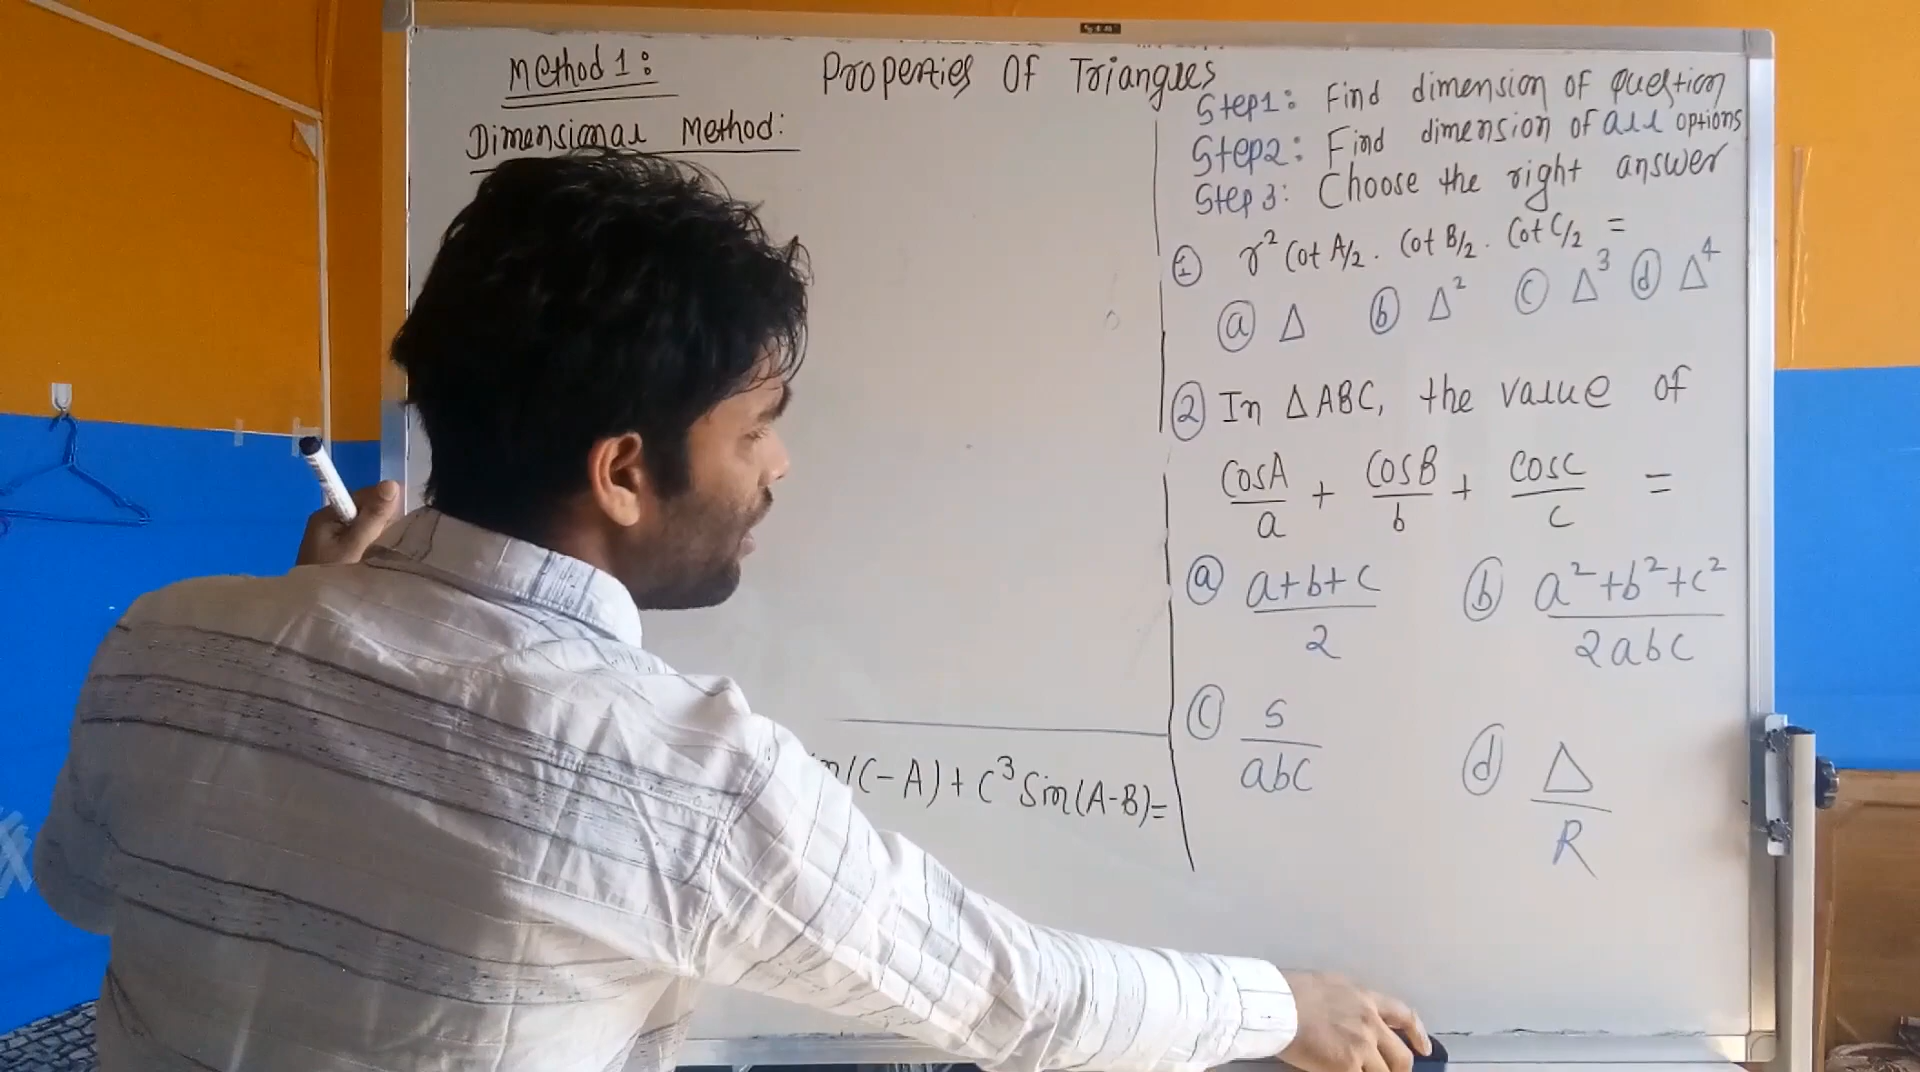 Method 1:
Dimensional Method:
Properties Of Triangles
Step1: Find dimension of question
Step2: Find dimension of all options
Step 3: Choose the right answer
① r² Cot A/2 . Cot B/2 . Cot C/2 =
ⓐ Δ ⓑ Δ² ⓒ Δ³ ⓓ Δ⁴
② In ΔABC, the value of
CosA/a + CosB/b + Cosc/c =
ⓐ a+b+c/2 ⓑ a²+b²+c²/2abc
ⓒ s/abc ⓓ Δ/R
(C-A) + C³ Sin(A-B)=